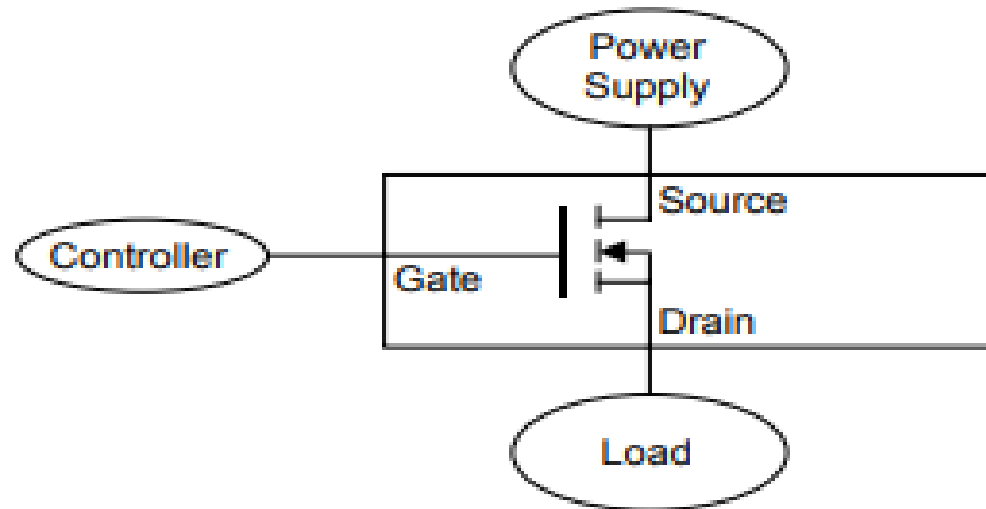 Power
Supply
Source
Controller
Gate
Drain
Load